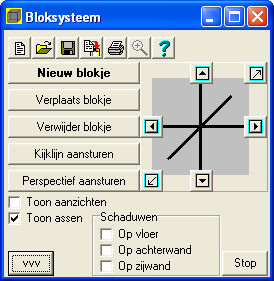 Bloksysteem
Nieuw blokje
Verplaats blokje
Verwijder blokje
Kijklijn aansturen
Perspectief aansturen
Toon aanzichten
Toon assen
Schaduwen
Op vloer
Op achterwand
Op zijwand
vvv
Stop